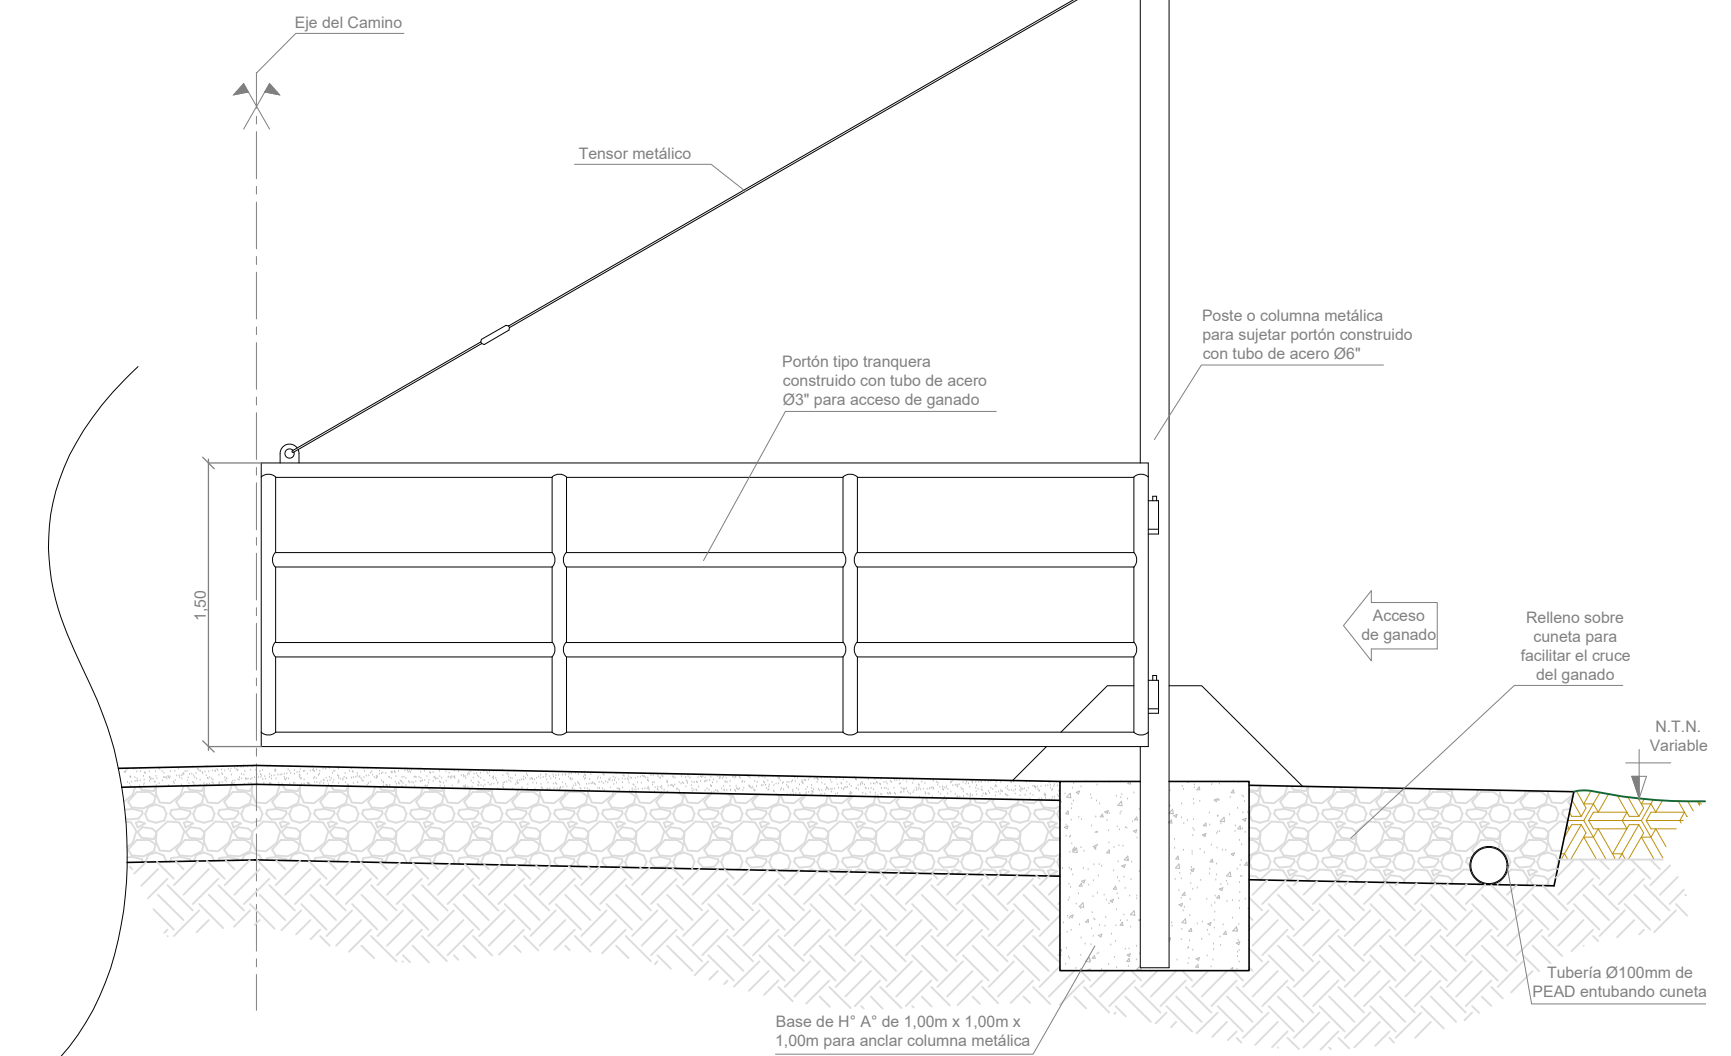 Eje del Camino
Tensor metálico
Poste o columna metálica
para sujetar portón construido
con tubo de acero Ø6"
Portón tipo tranquera
construido con tubo de acero
Ø3" para acceso de ganado
1,50
Acceso
de ganado
Relleno sobre
cuneta para
facilitar el cruce
del ganado
N.T.N.
Variable
Tubería Ø100mm de
PEAD entubando cuneta
Base de H° A° de 1,00m x 1,00m x
1,00m para anclar columna metálica